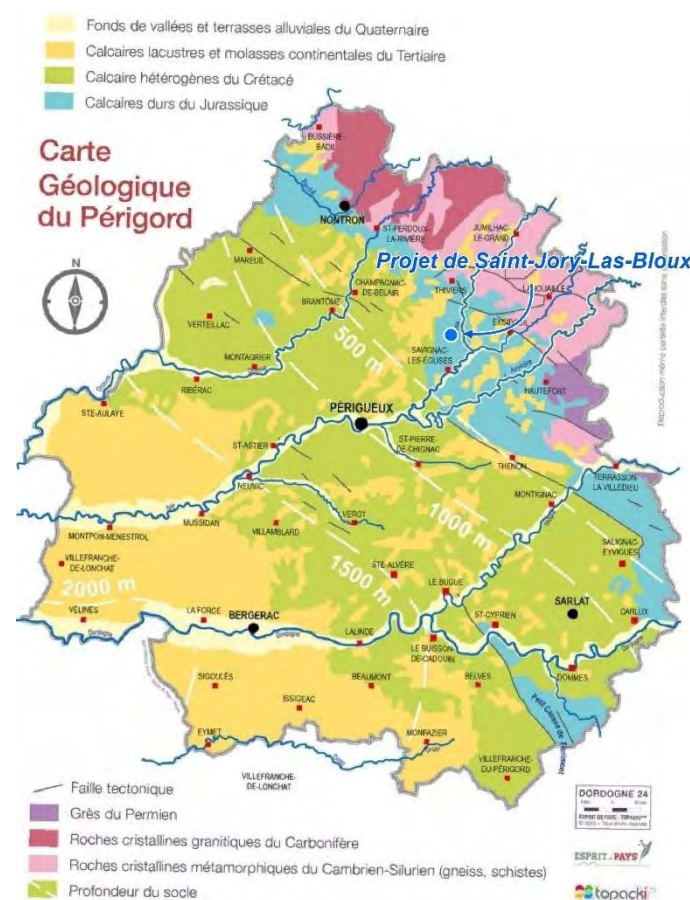 Fonds de vallées et terrasses alluviales du Quaternaire
Calcaires lacustres et molasses continentales du Tertiaire
Calcaire hétérogènes du Crétacé
Calcaires durs du Jurassique
Carte
Géologique
du Périgord
N
BUSSIÈRE-
BADIL
NONTRON
ST-PERDOUX-
LA-RIVIÈRE
JUMILHAC-
LE-GRAND
Projet de Saint-Jory-Las-Bloux
MAREUIL
CHAMPAGNAC-
DE-BELAIR
THIVIERS
LANOUAILLE
BRANTÔME
VERTEILLAC
500 m
EXCIDEUIL
SAVIGNAC-
LES-ÉGLISES
MONTAGRIER
RIBÉRAC
HAUTEFORT
STE-AULAYE
PÉRIGUEUX
ST-ASTIER
ST-PIERRE-
DE-CHIGNAC
THENON
TERRASSON-
LA VILLEDIEU
NEUVIC
MONTIGNAC
1000 m
MUSSIDAN
VERGT
VILLAMBLARD
MONTPON-MENESTROL
SALIGNAC-
EYVIGUES
VILLEFRANCHE-
DE-LONCHAT
1500 m
STE-ALVÈRE
2000 m
LE BUGUE
SARLAT
VÉLINES
LA FORCE
BERGERAC
ST-CYPRIEN
CARLUX
Dordogne
LALINDE
LE BUISSON-
DE-CADOUIN
DOMMES
SIGOULÈS
BEAUMONT
BELVÈS
ISSIGEAC
EYMET
MONPAZIER
VILLEFRANCHE-
DU-PÉRIGORD
VILLEFRANCHE-
DE-LONCHAT
Faille tectonique
Grès du Permien
Roches cristallines granitiques du Carbonifère
Roches cristallines métamorphiques du Cambrien-Silurien (gneiss, schistes)
Profondeur du socle
DORDOGNE 24
ESPRIT de PAYS
topacki